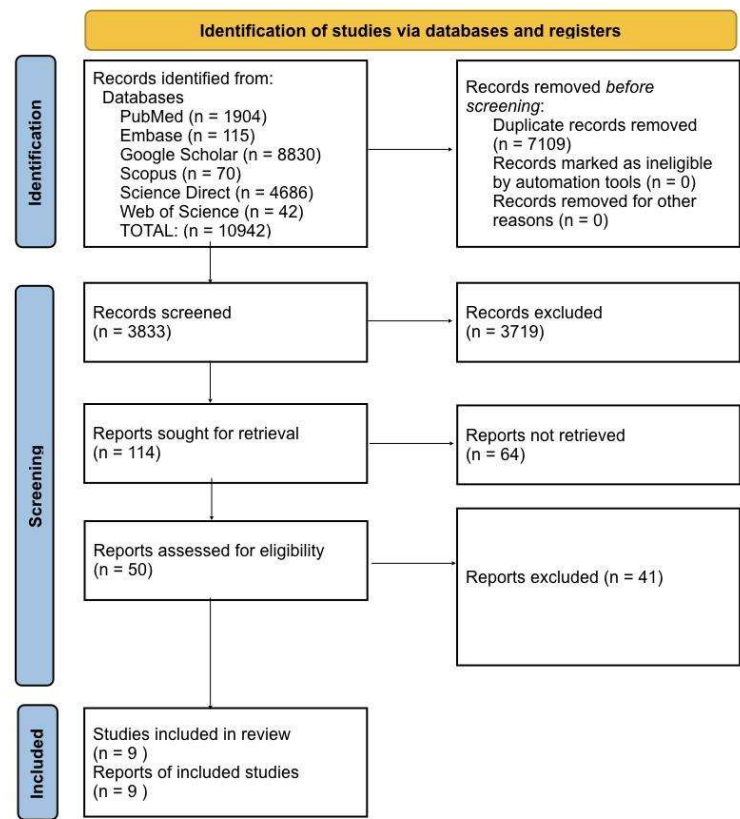 Identification of studies via databases and registers
Identification
Records identified from:
Databases
PubMed (n = 1904)
Embase (n = 115)
Google Scholar (n = 8830)
Scopus (n = 70)
Science Direct (n = 4686)
Web of Science (n = 42)
TOTAL: (n = 10942)
Records removed before
screening:
Duplicate records removed
(n = 7109)
Records marked as ineligible
by automation tools (n = 0)
Records removed for other
reasons (n = 0)
Screening
Records screened
(n = 3833)
Records excluded
(n = 3719)
Reports sought for retrieval
(n = 114)
Reports not retrieved
(n = 64)
Reports assessed for eligibility
(n = 50)
Reports excluded (n = 41)
Included
Studies included in review
(n = 9 )
Reports of included studies
(n = 9 )